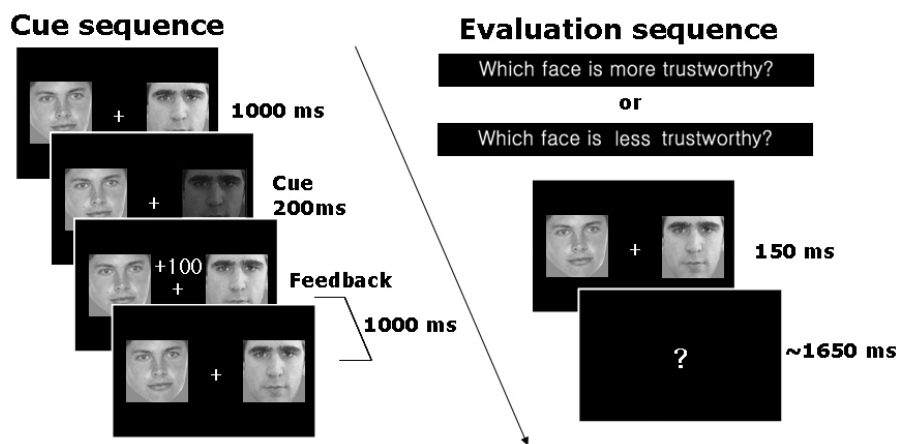 Cue sequence
+
1000 ms
+
Cue
200ms
+100
+
Feedback
1000 ms
+
Evaluation sequence
Which face is more trustworthy?
or
Which face is less trustworthy?
+
150 ms
?
~1650 ms